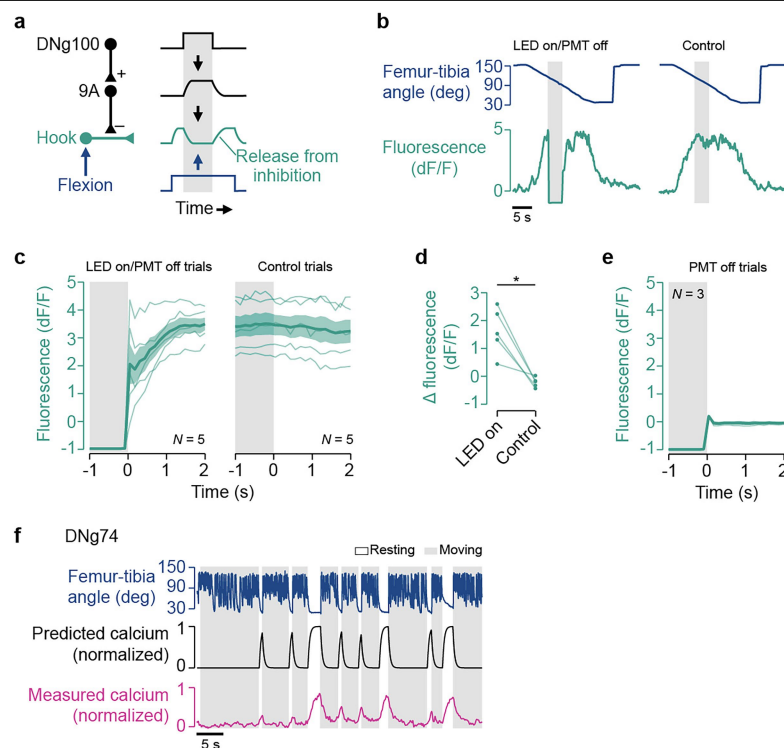 a
DNg100
+
9A
−
Hook
Flexion
Release from
inhibition
Time
b
LED on/PMT off
Control
Femur-tibia
angle (deg)
150
90
30
Fluorescence
(dF/F)
5
0
5 s
c
LED on/PMT off trials
Control trials
Fluorescence (dF/F)
5
4
3
2
1
0
-1
N = 5
N = 5
-1 0 1 2
-1 0 1 2
Time (s)
d
*
Δ fluorescence
(dF/F)
3
2
1
0
-1
LED on
Control
e
PMT off trials
N = 3
Fluorescence (dF/F)
5
4
3
2
1
0
-1
-1 0 1 2
Time (s)
f
DNg74
Resting Moving
Femur-tibia
angle (deg)
150
90
30
Predicted calcium
(normalized)
1
0
Measured calcium
(normalized)
1
0
5 s